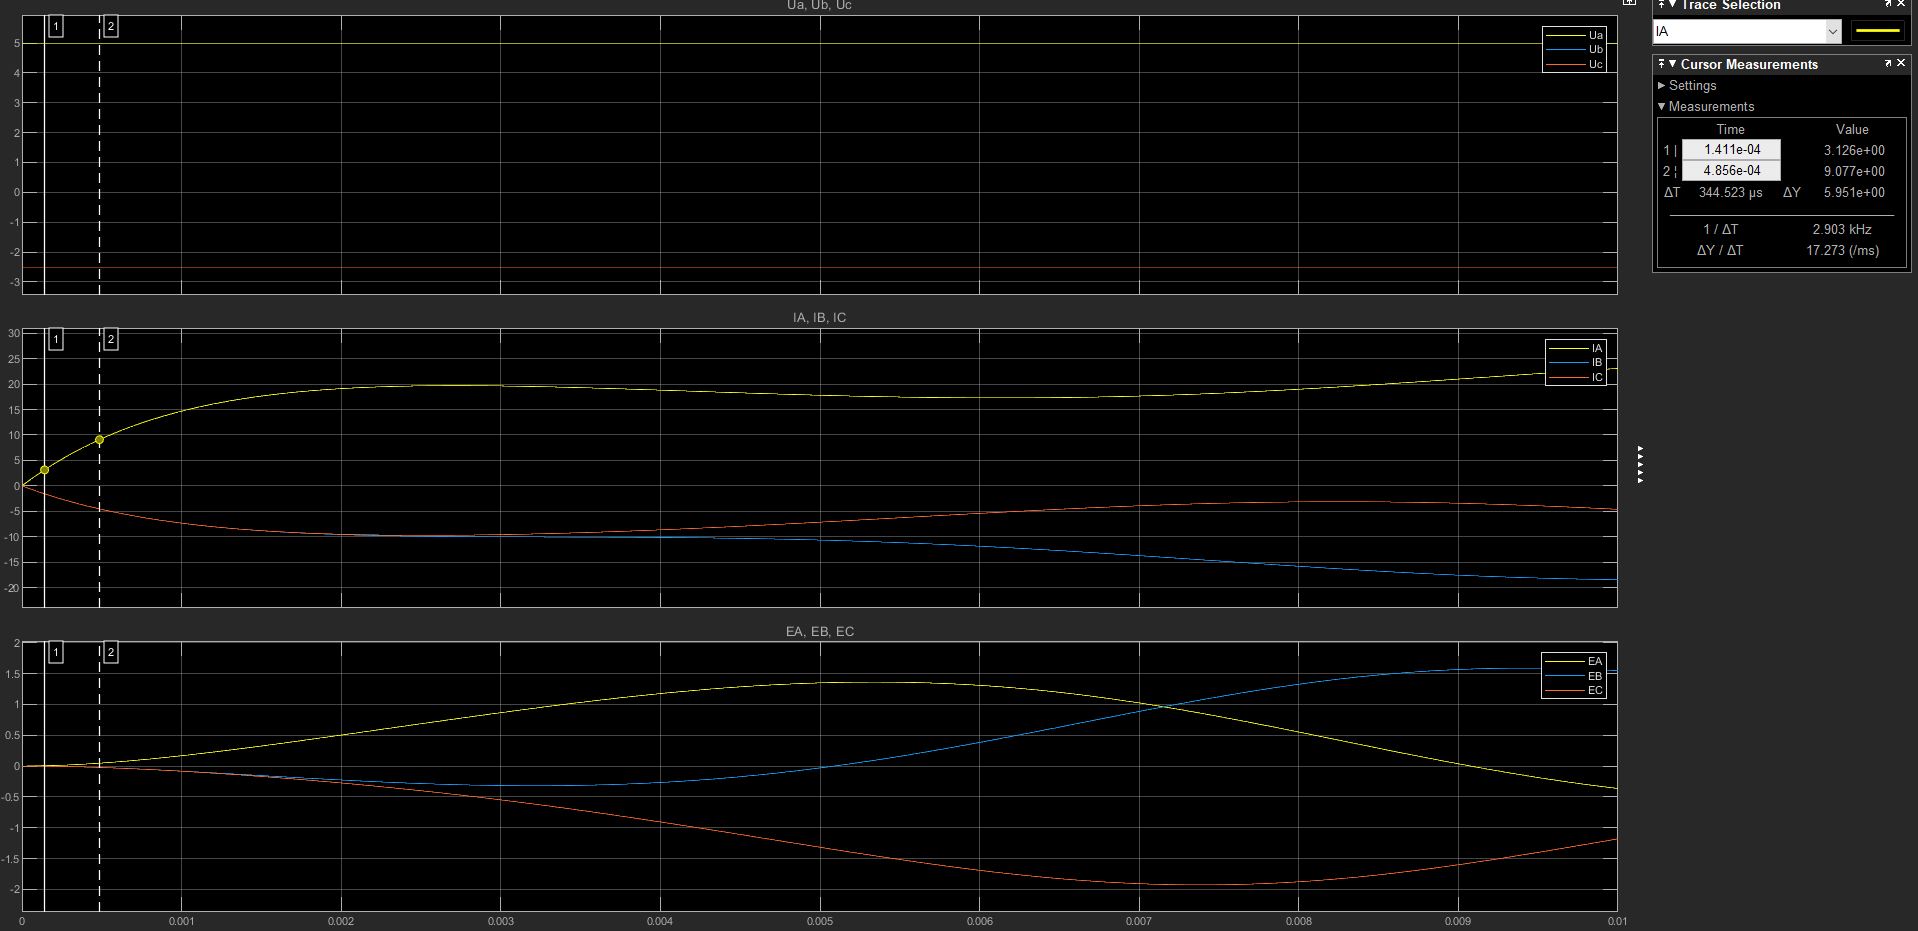 Ua, Ub, Uc
1
2
5
4
3
2
1
0
-1
-2
-3
Ua
Ub
Uc
IA, IB, IC
1
2
30
25
20
15
10
5
0
-5
-10
-15
-20
IA
IB
IC
EA, EB, EC
1
2
2
1.5
1
0.5
0
-0.5
-1
-1.5
-2
EA
EB
EC
0 0.001 0.002 0.003 0.004 0.005 0.006 0.007 0.008 0.009 0.01
Trace Selection
IA
Cursor Measurements
Settings
Measurements
Time Value
1 | 1.411e-04 3.126e+00
2 ¦ 4.856e-04 9.077e+00
ΔT 344.523 µs ΔY 5.951e+00
1 / ΔT 2.903 kHz
ΔY / ΔT 17.273 (/ms)